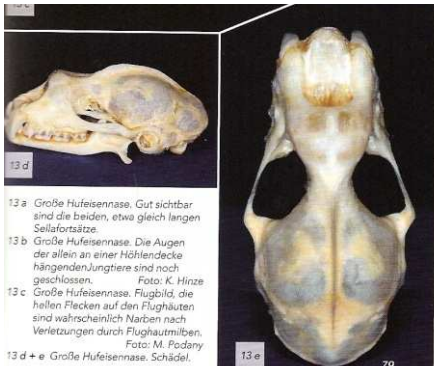 13 d
13 a Große Hufeisennase. Gut sichtbar
sind die beiden, etwa gleich langen
Sellafortsätze.
13 b Große Hufeisennase. Die Augen
der allein an einer Höhlendecke
hängendenJungtiere sind noch
geschlossen. Foto: K. Hinze
13 c Große Hufeisennase. Flugbild, die
hellen Flecken auf den Flughäuten
sind wahrscheinlich Narben nach
Verletzungen durch Flughautmilben.
Foto: M. Podany
13 d + e Große Hufeisennase. Schädel.
13 e